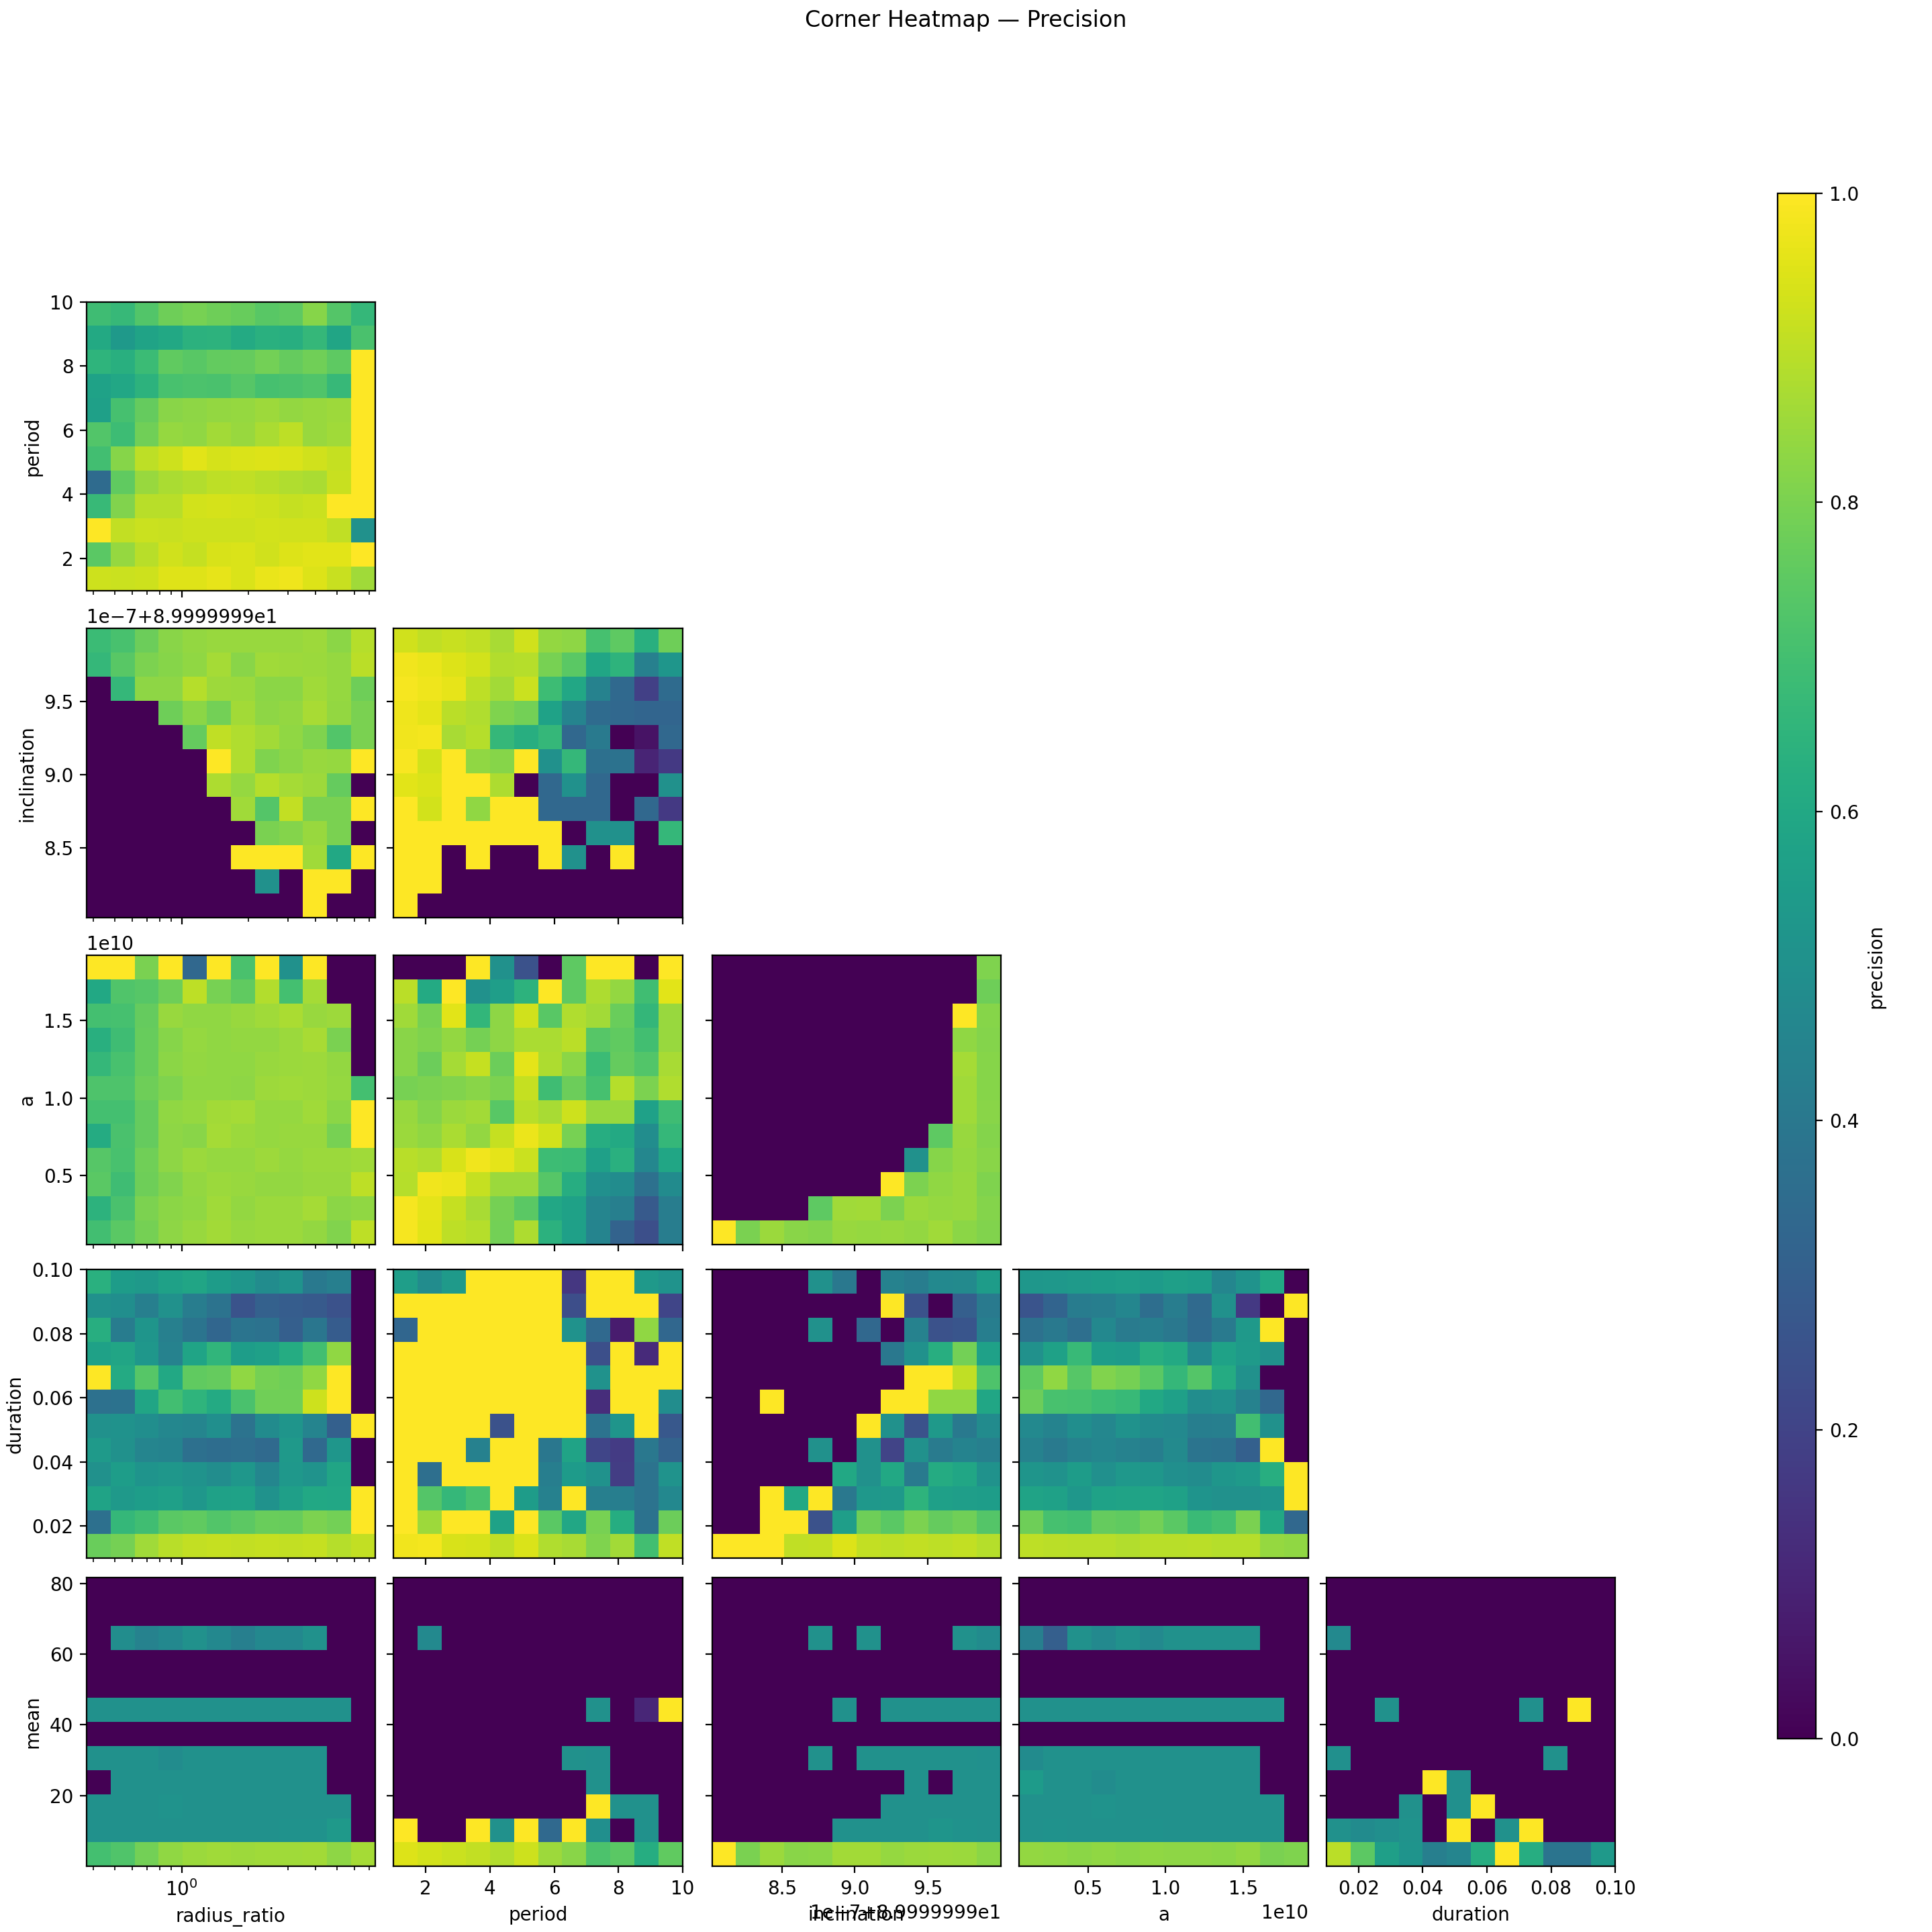 Corner Heatmap — Precision
1.0
0.8
0.6
0.4
0.2
0.0
precision
10
8
6
4
2
period
1e−7+8.9999999e1
9.5
9.0
8.5
inclination
1e10
1.5
1.0
0.5
a
0.10
0.08
0.06
0.04
0.02
duration
80
60
40
20
mean
10⁰
2 4 6 8 10
8.5 9.0 9.5
0.5 1.0 1.5
0.02 0.04 0.06 0.08 0.10
1e−7+8.9999999e1
1e10
radius_ratio period inclination a duration